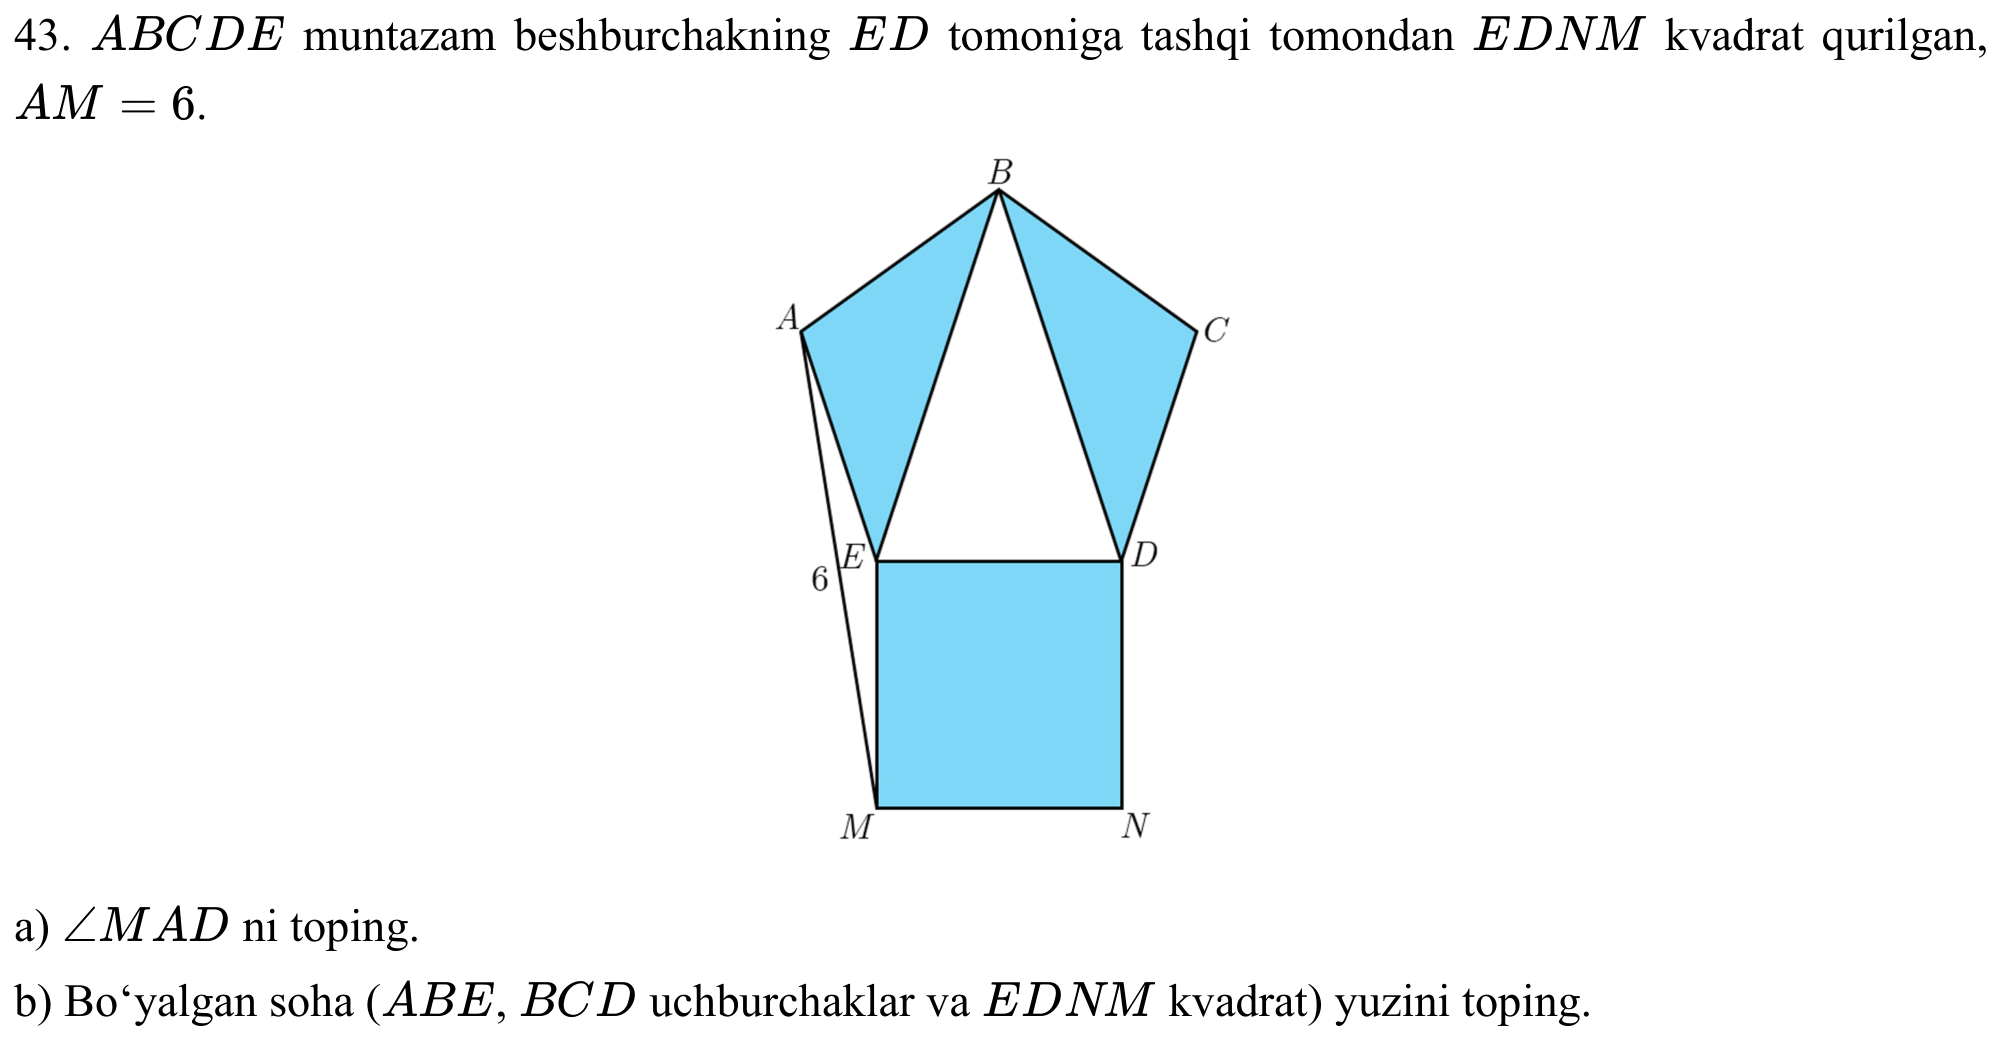 43. ABCDE muntazam beshburchakning ED tomoniga tashqi tomondan EDNM kvadrat qurilgan,
AM = 6.
B
A
C
E
D
6
M
N
a) ∠MAD ni toping.
b) Bo‘yalgan soha (ABE, BCD uchburchaklar va EDNM kvadrat) yuzini toping.